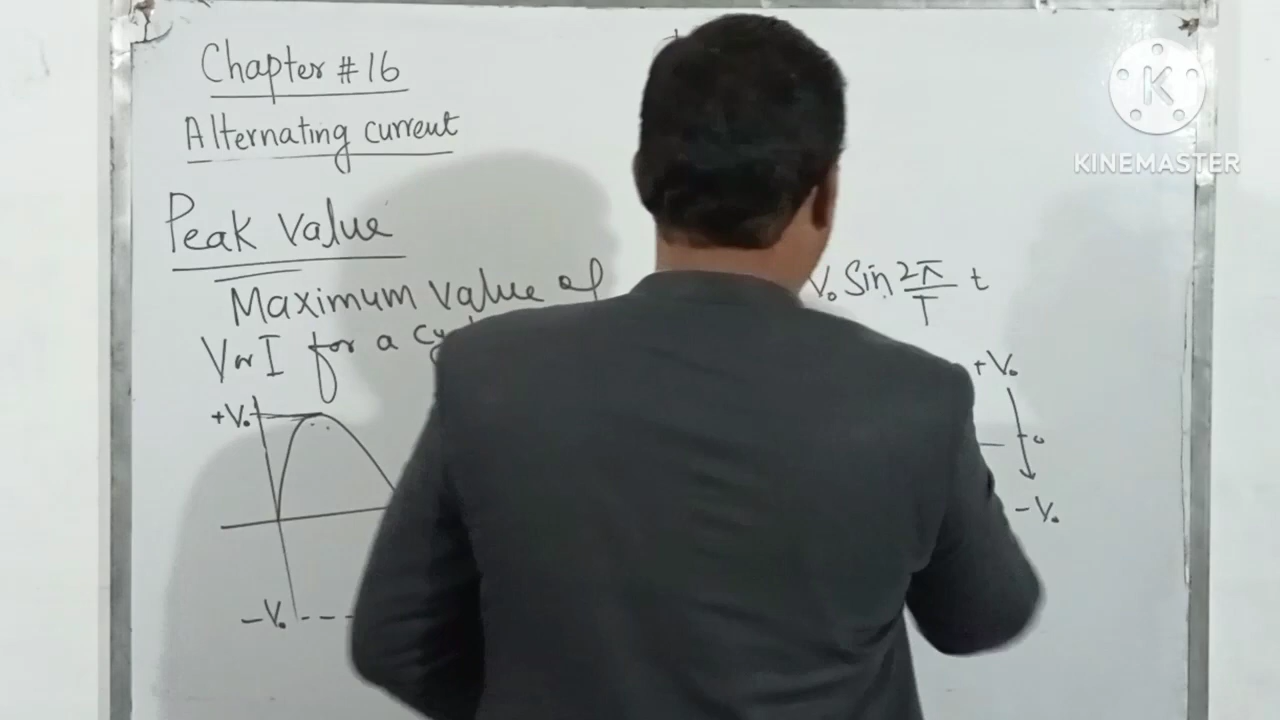 Chapter # 16
Alternating current
Peak value
Maximum value of
V or I for a
+V₀
-V₀
V₀ Sin 2π/T t
+V₀
0
-V₀
K
KINEMASTER